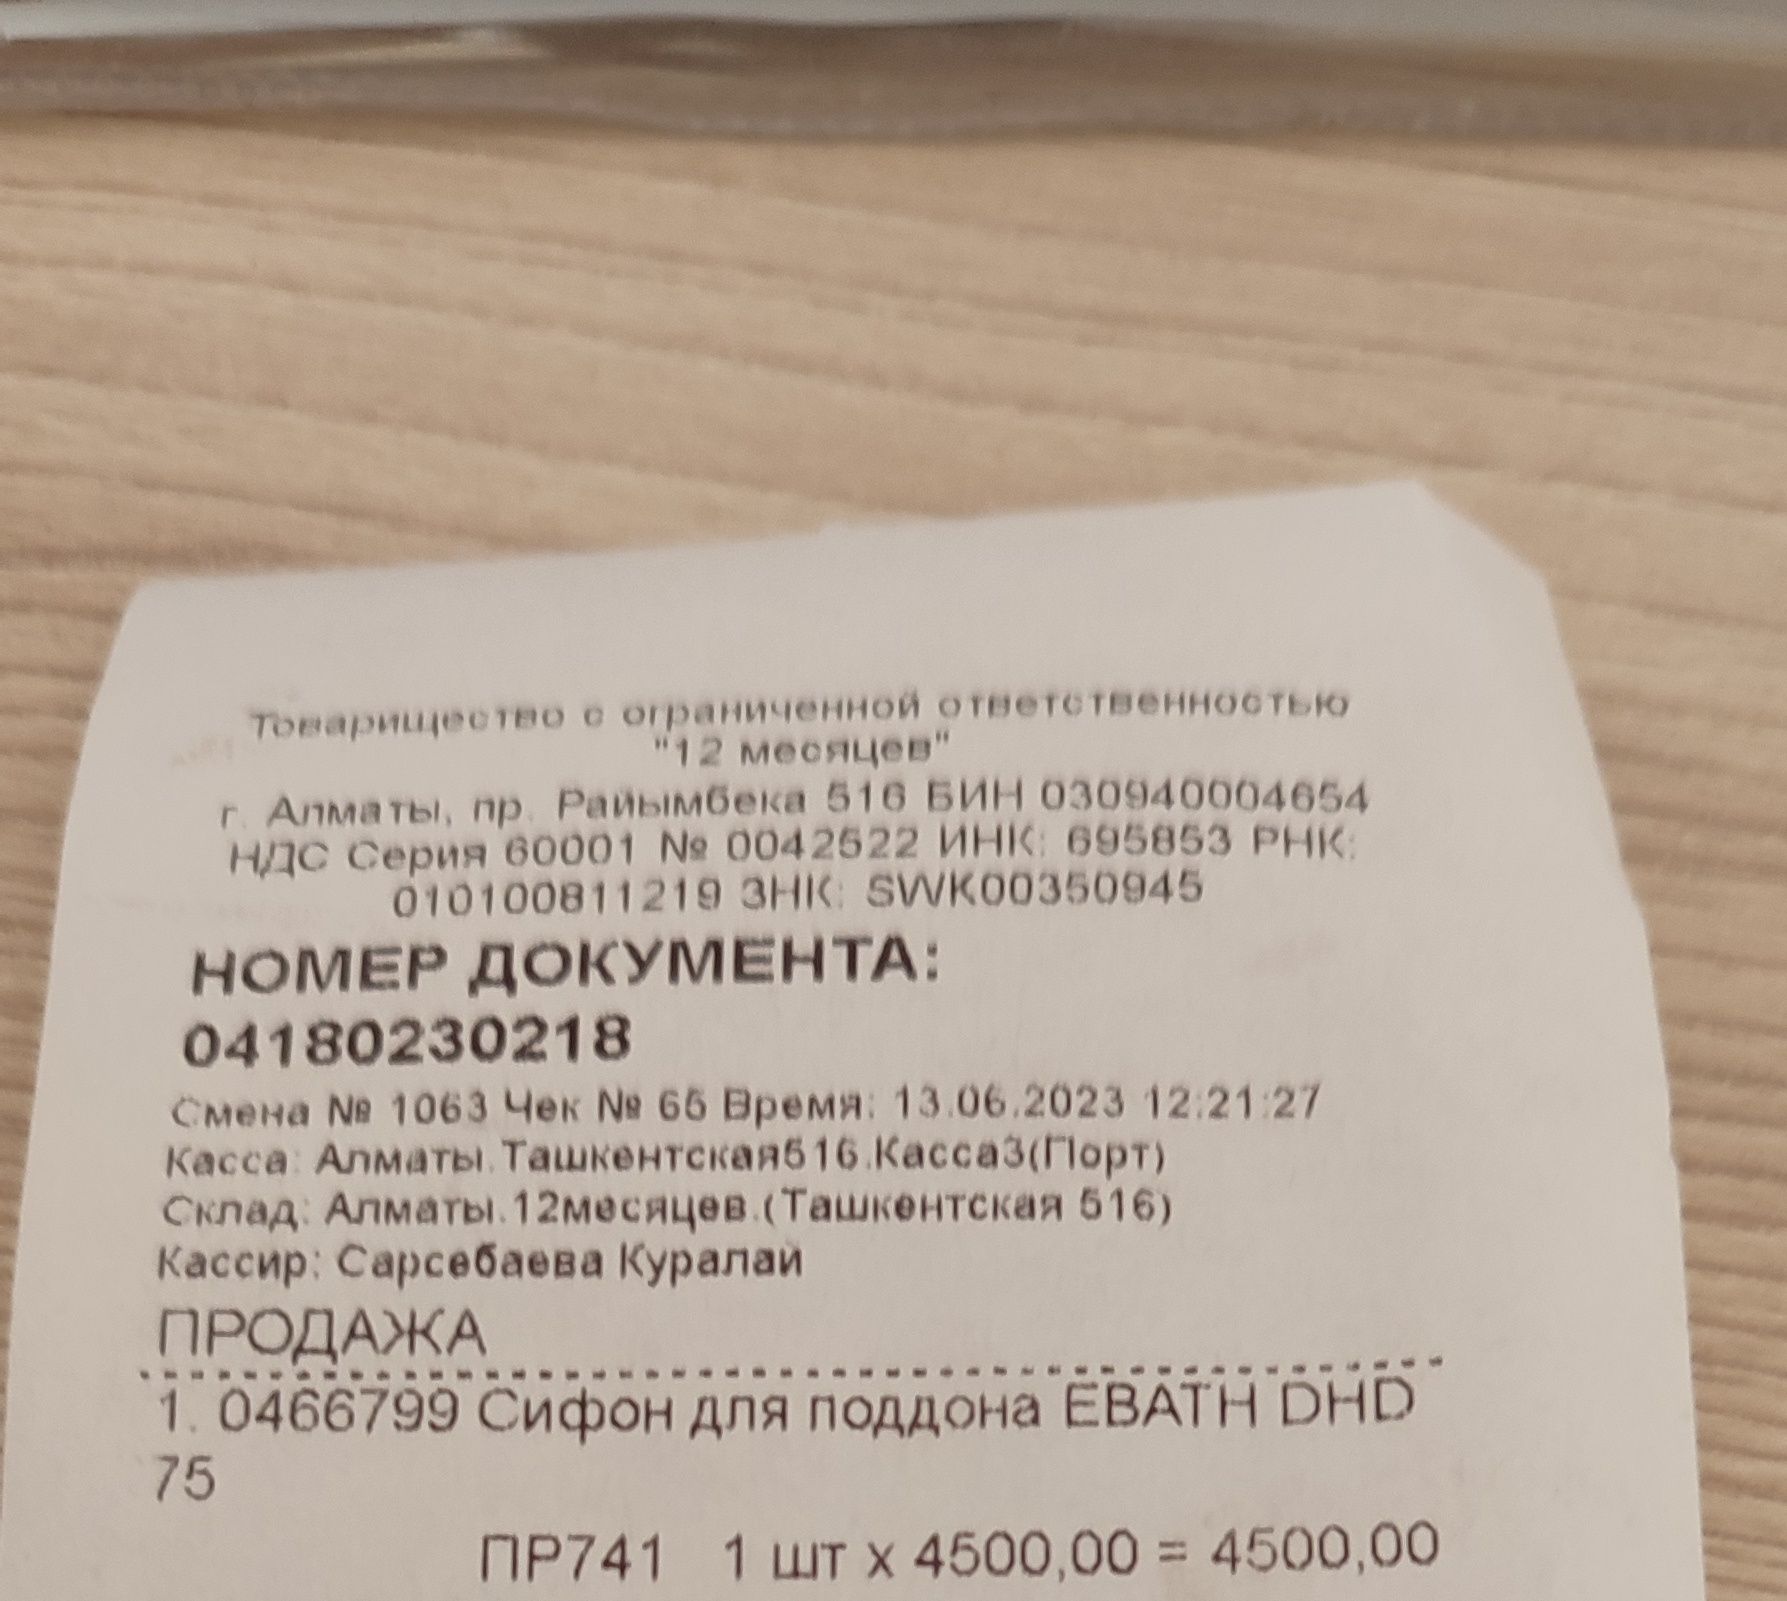 Товарищество с ограниченной ответственностью
"12 месяцев"
г. Алматы, пр. Райымбека 516 БИН 030940004654
НДС Серия 60001 № 0042522 ИНК: 695853 РНК:
010100811219 ЗНК: SWK00350945
НОМЕР ДОКУМЕНТА:
04180230218
Смена № 1063 Чек № 65 Время: 13.06.2023 12:21:27
Касса: Алматы.Ташкентская516.Касса3(Порт)
Склад: Алматы.12месяцев.(Ташкентская 516)
Кассир: Сарсебаева Куралай
ПРОДАЖА
1. 0466799 Сифон для поддона EBATH DHD
75
ПР741 1 шт x 4500,00 = 4500,00